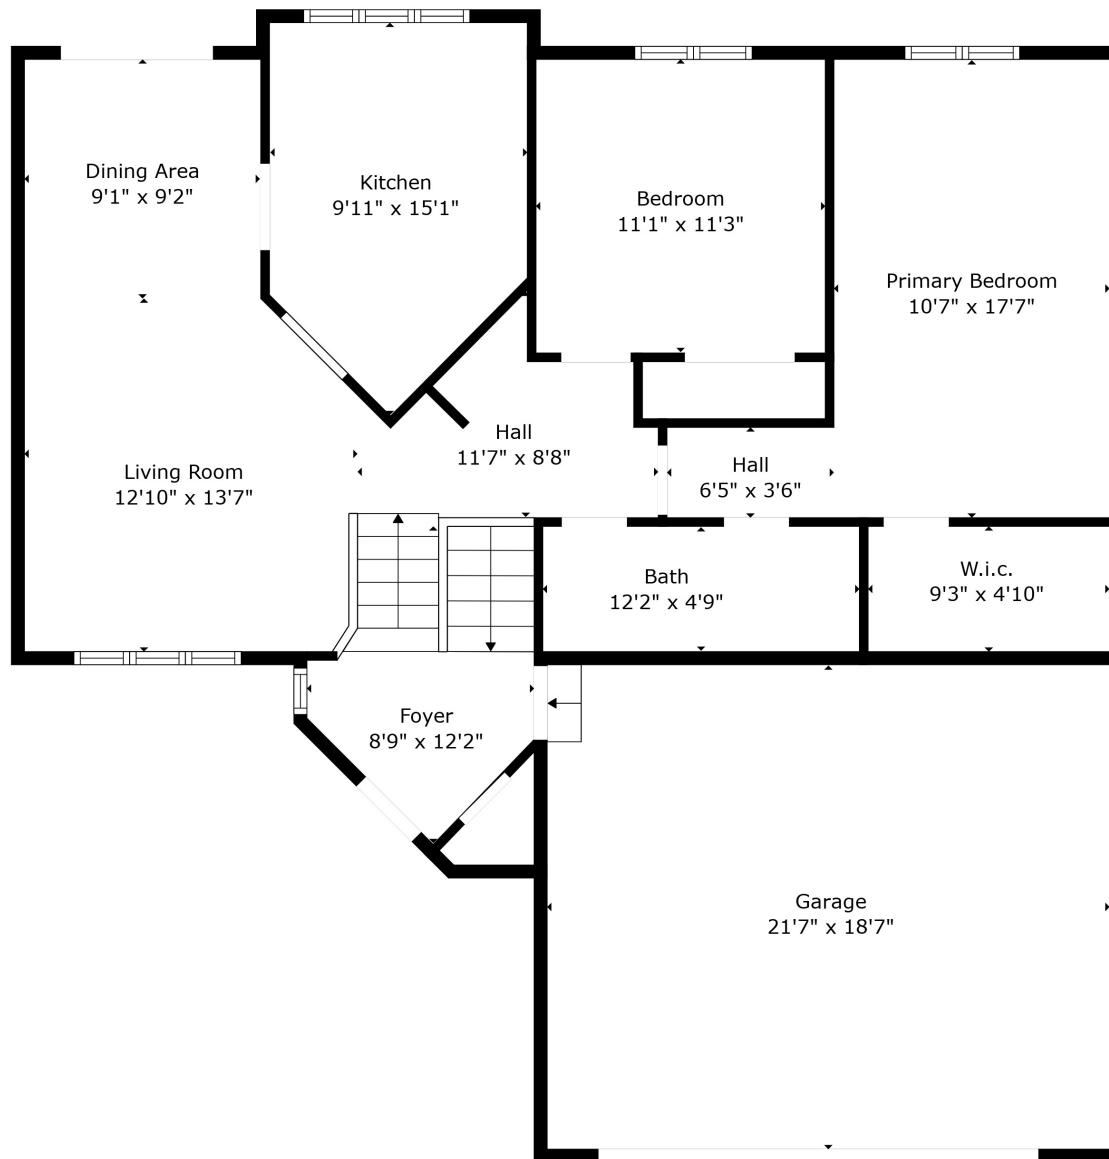 Dining Area
9'1" x 9'2"
Kitchen
9'11" x 15'1"
Bedroom
11'1" x 11'3"
Primary Bedroom
10'7" x 17'7"
Living Room
12'10" x 13'7"
Hall
11'7" x 8'8"
Hall
6'5" x 3'6"
Bath
12'2" x 4'9"
W.i.c.
9'3" x 4'10"
Foyer
8'9" x 12'2"
Garage
21'7" x 18'7"